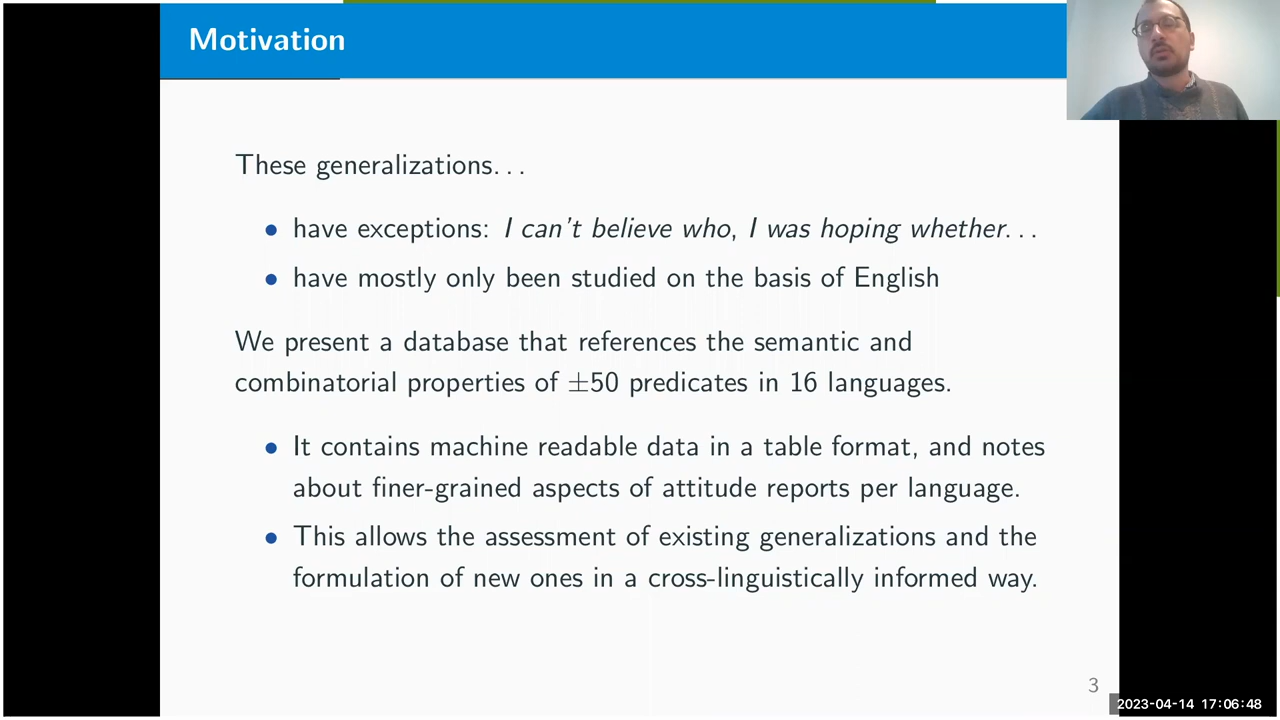 Motivation
These generalizations. . .
• have exceptions: I can't believe who, I was hoping whether. . .
• have mostly only been studied on the basis of English
We present a database that references the semantic and
combinatorial properties of ±50 predicates in 16 languages.
• It contains machine readable data in a table format, and notes
about finer-grained aspects of attitude reports per language.
• This allows the assessment of existing generalizations and the
formulation of new ones in a cross-linguistically informed way.
3
2023-04-14 17:06:48